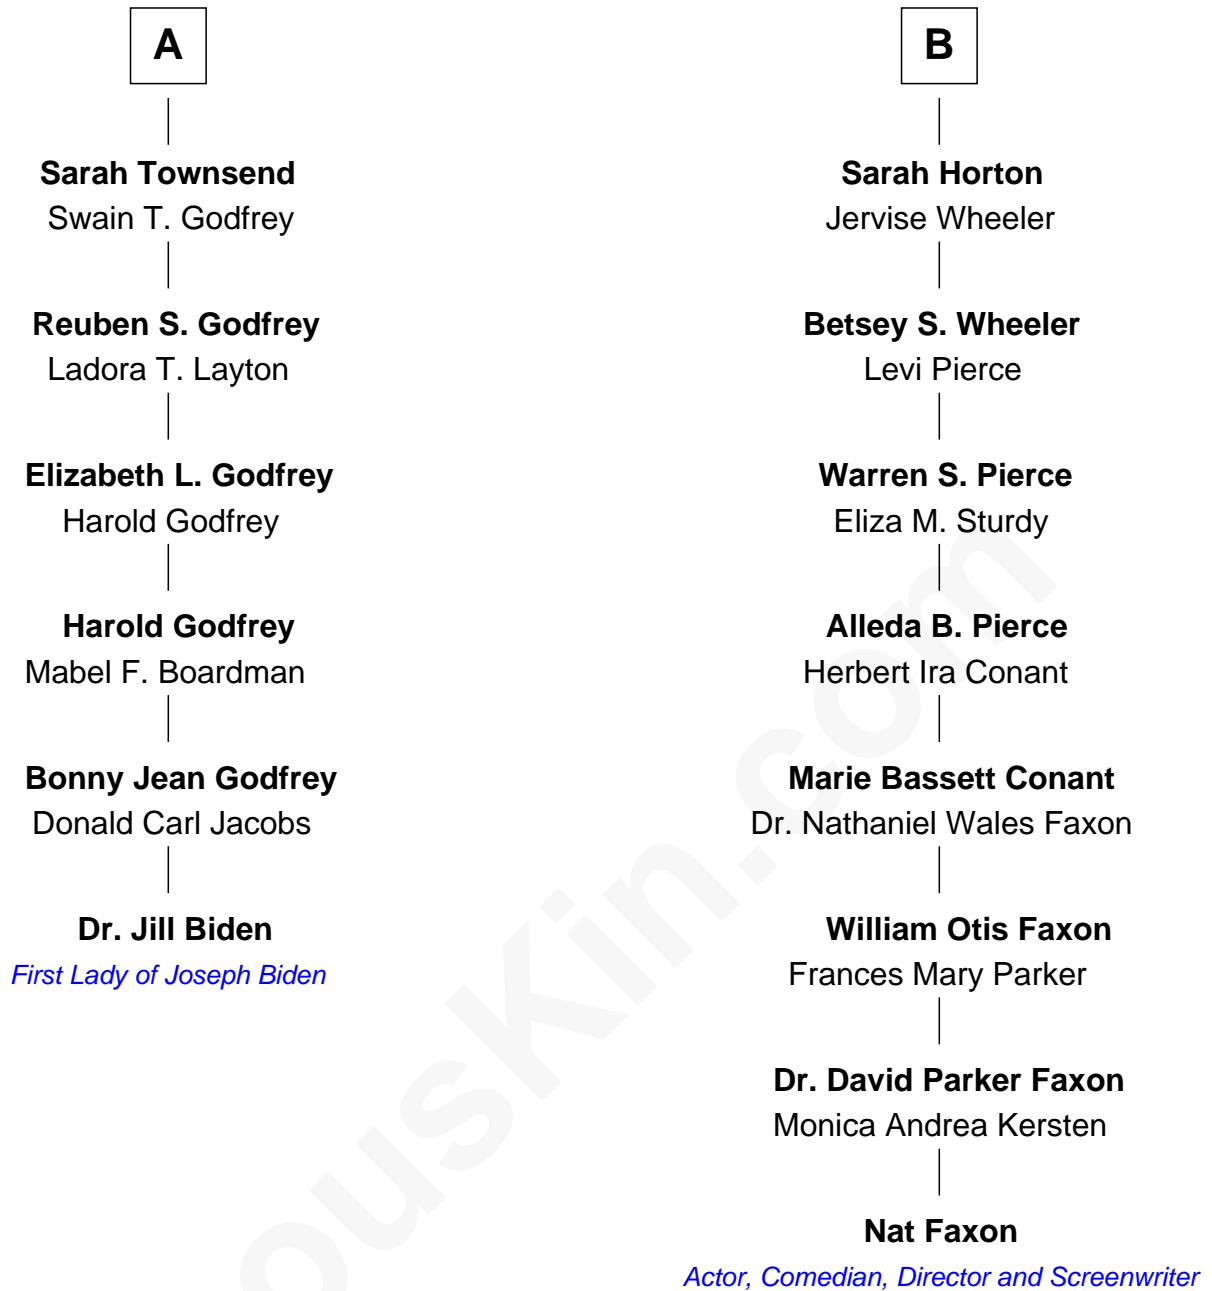 A
Sarah Townsend
Swain T. Godfrey
Reuben S. Godfrey
Ladora T. Layton
Elizabeth L. Godfrey
Harold Godfrey
Harold Godfrey
Mabel F. Boardman
Bonny Jean Godfrey
Donald Carl Jacobs
Dr. Jill Biden
First Lady of Joseph Biden
B
Sarah Horton
Jervise Wheeler
Betsey S. Wheeler
Levi Pierce
Warren S. Pierce
Eliza M. Sturdy
Alleda B. Pierce
Herbert Ira Conant
Marie Bassett Conant
Dr. Nathaniel Wales Faxon
William Otis Faxon
Frances Mary Parker
Dr. David Parker Faxon
Monica Andrea Kersten
Nat Faxon
Actor, Comedian, Director and Screenwriter
ousKin.com